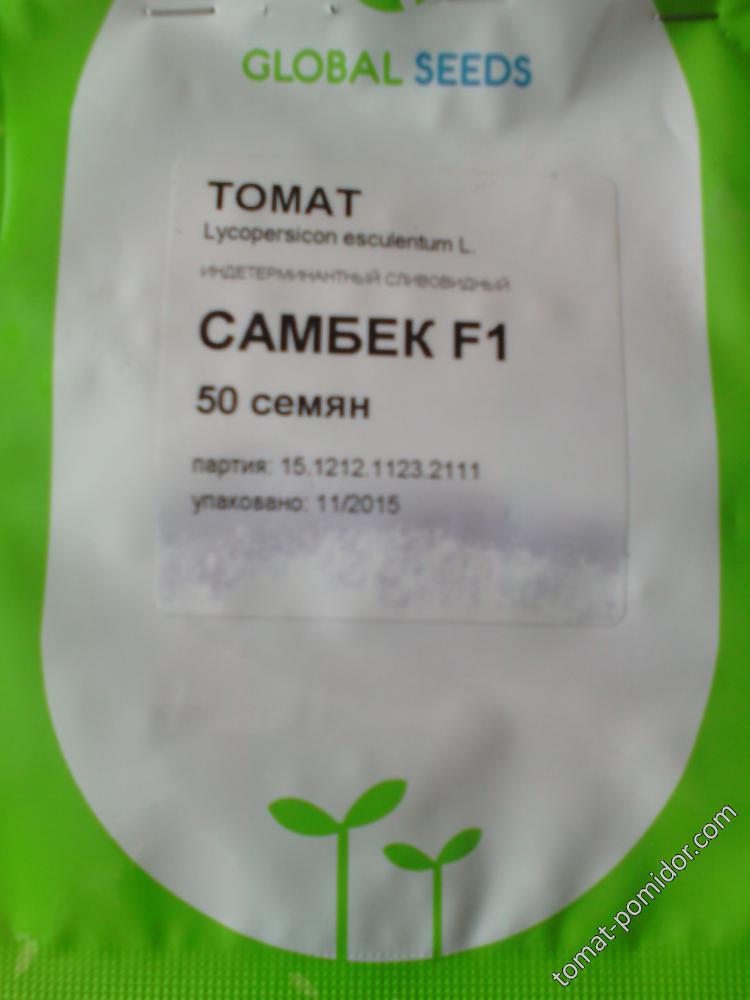 GLOBAL SEEDS
ТОМАТ
Lycopersicon esculentum L.
ИНДЕТЕРМИНАНТНЫЙ СЛИВОВИДНЫЙ
САМБЕК F1
50 семян
партия: 15.1212.1123.2111
упаковано: 11/2015
tomat-pomidor.com